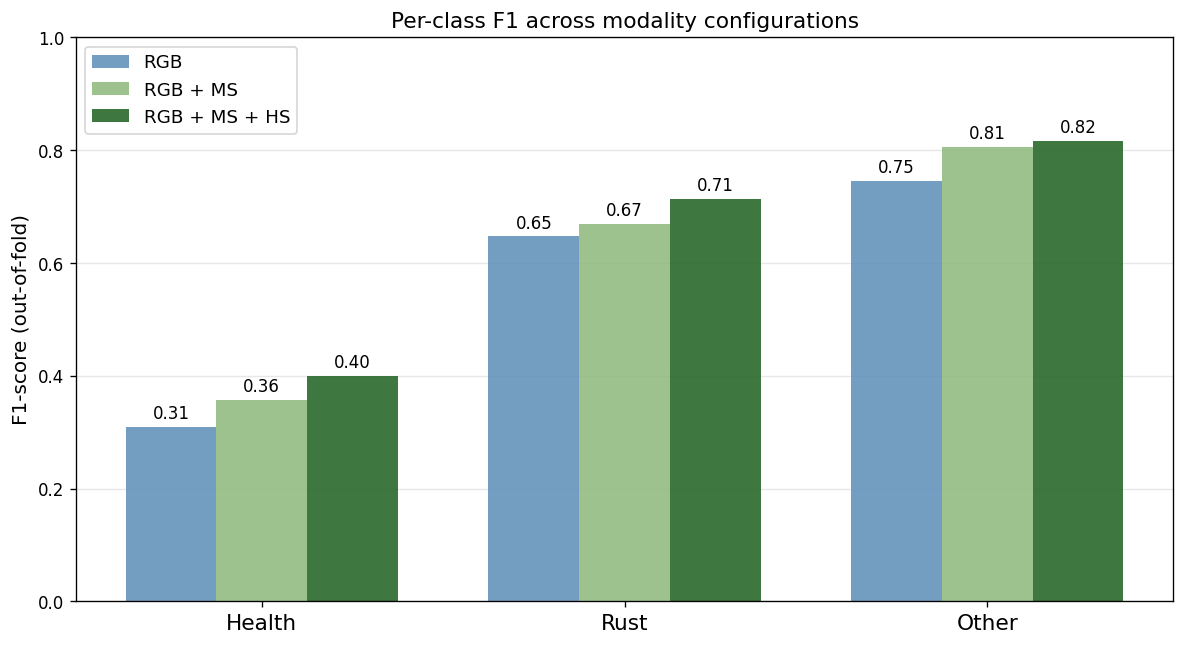 Per-class F1 across modality configurations
RGB
RGB + MS
RGB + MS + HS
F1-score (out-of-fold)
1.0
0.8
0.6
0.4
0.2
0.0
0.31
0.36
0.40
0.65
0.67
0.71
0.75
0.81
0.82
Health
Rust
Other